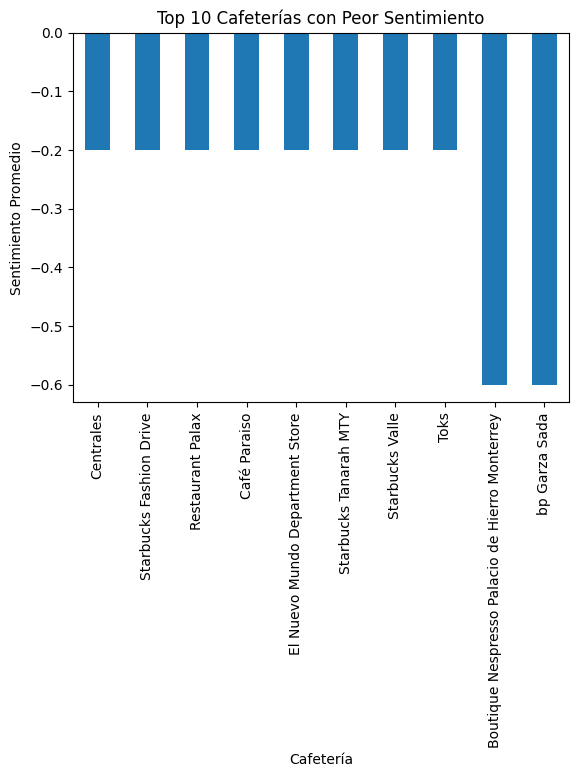 Top 10 Cafeterías con Peor Sentimiento
Sentimiento Promedio
0.0
−0.1
−0.2
−0.3
−0.4
−0.5
−0.6
Centrales
Starbucks Fashion Drive
Restaurant Palax
Café Paraiso
El Nuevo Mundo Department Store
Starbucks Tanarah MTY
Starbucks Valle
Toks
Boutique Nespresso Palacio de Hierro Monterrey
bp Garza Sada
Cafetería